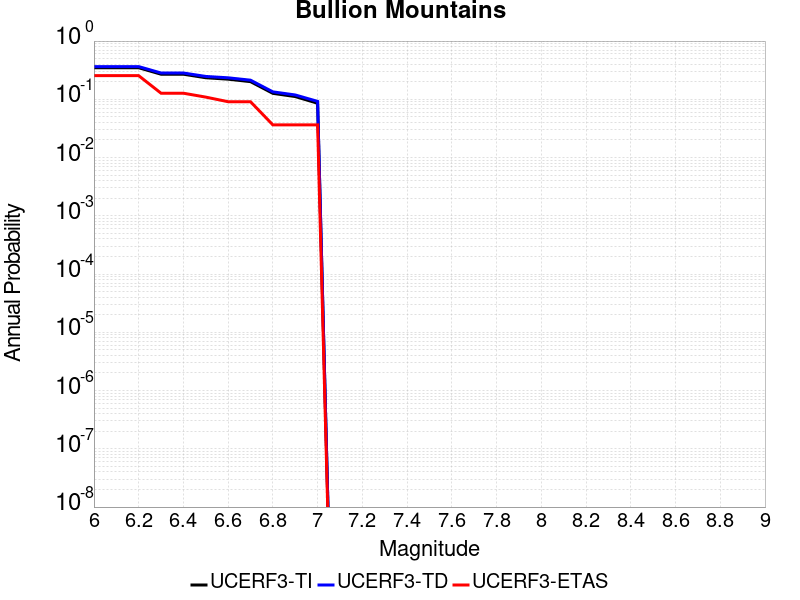 Bullion Mountains
10^0
10^-1
10^-2
10^-3
10^-4
10^-5
10^-6
10^-7
10^-8
Annual Probability
6 6.2 6.4 6.6 6.8 7 7.2 7.4 7.6 7.8 8 8.2 8.4 8.6 8.8 9
Magnitude
UCERF3-TI UCERF3-TD UCERF3-ETAS